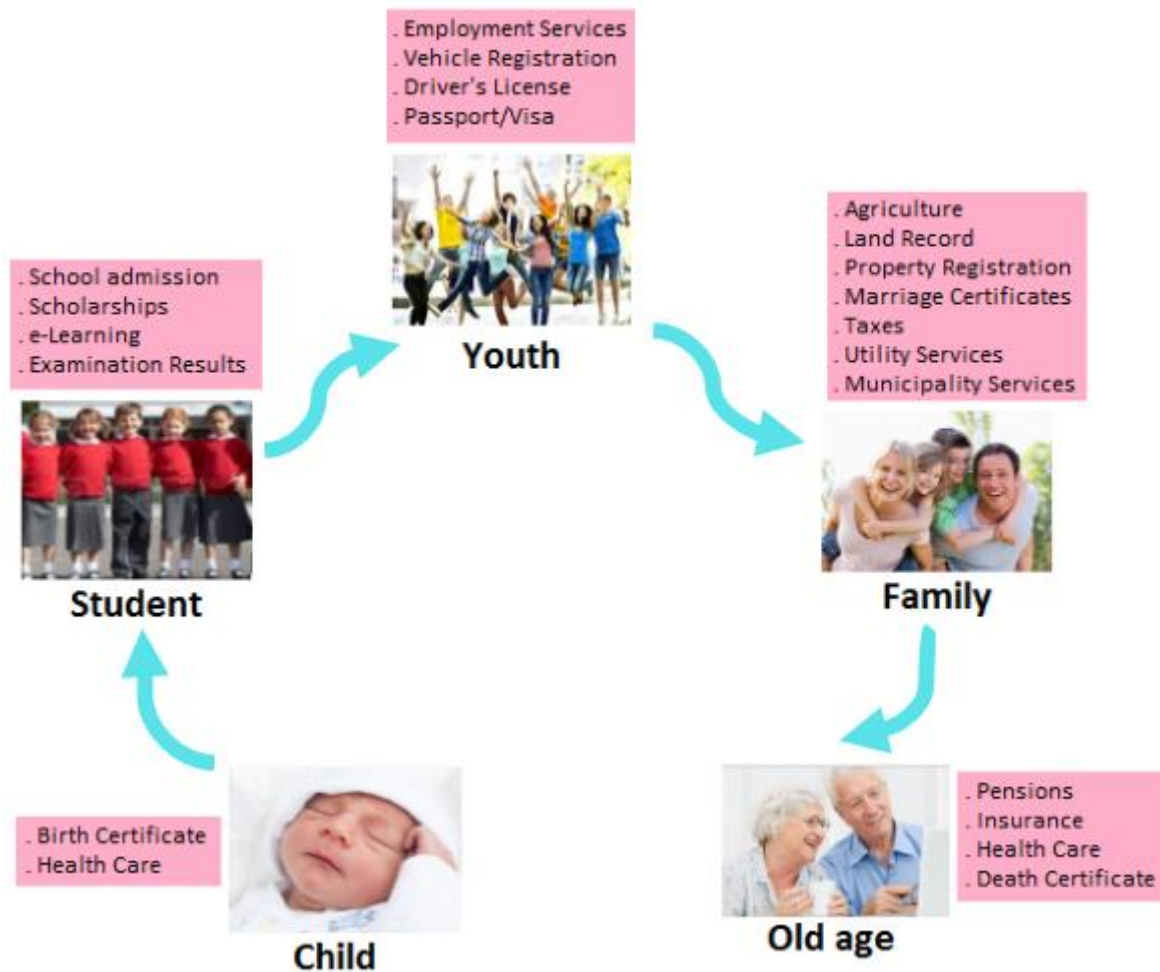 . Employment Services
. Vehicle Registration
. Driver's License
. Passport/Visa
Youth
. Agriculture
. Land Record
. Property Registration
. Marriage Certificates
. Taxes
. Utility Services
. Municipality Services
Family
. School admission
. Scholarships
. e-Learning
. Examination Results
Student
. Birth Certificate
. Health Care
Child
. Pensions
. Insurance
. Health Care
. Death Certificate
Old age